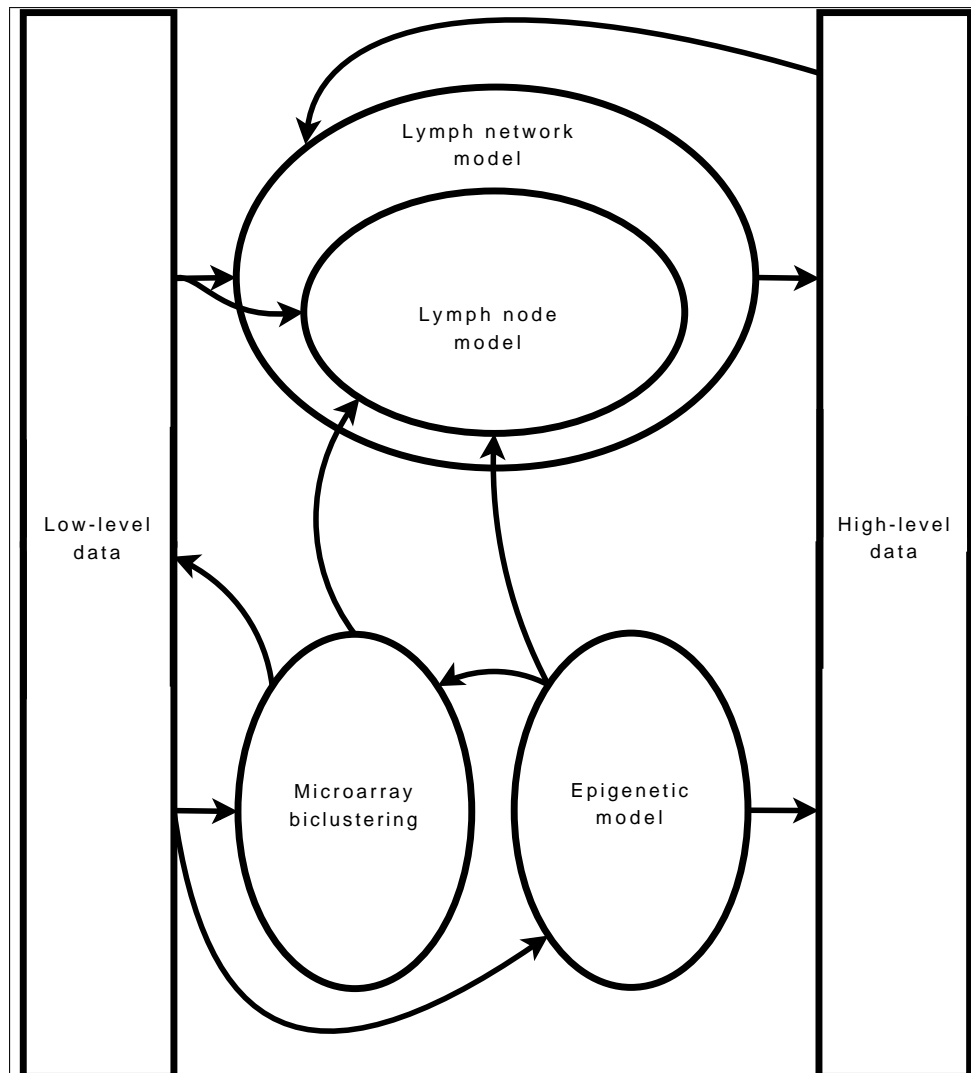 Lymph network
model
Lymph node
model
Low-level
data
High-level
data
Microarray
biclustering
Epigenetic
model